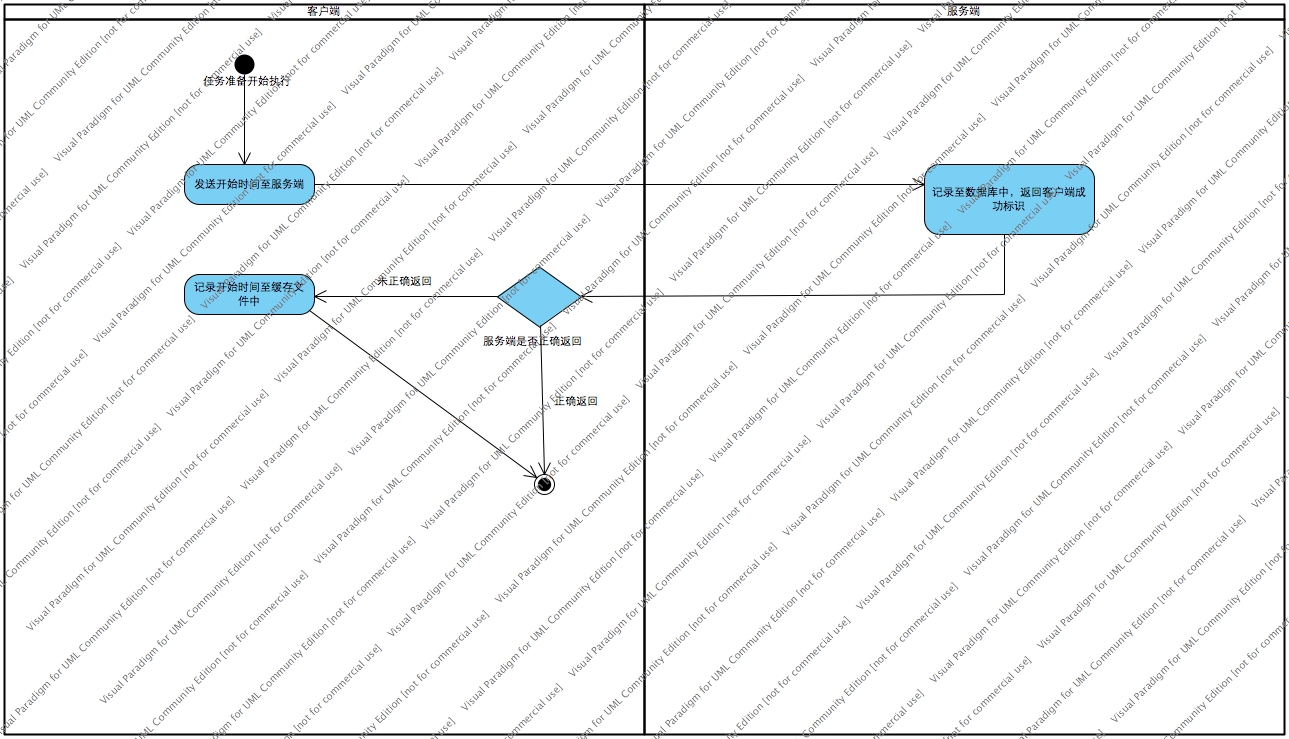 客户端
服务端
任务准备开始执行
发送开始时间至服务端
记录至数据库中，返回客户端成
功标识
未正确返回
记录开始时间至缓存文
件中
服务端是否正确返回
正确返回
Visual Paradigm for UML Community Edition [not for commercial use]